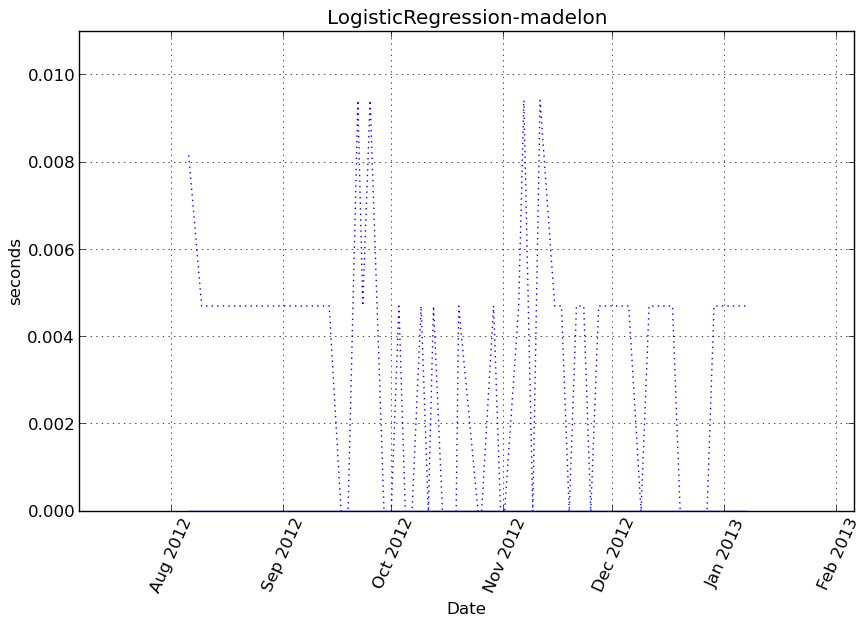 LogisticRegression-madelon
0.010
0.008
0.006
0.004
0.002
0.000
seconds
Aug 2012
Sep 2012
Oct 2012
Nov 2012
Dec 2012
Jan 2013
Feb 2013
Date